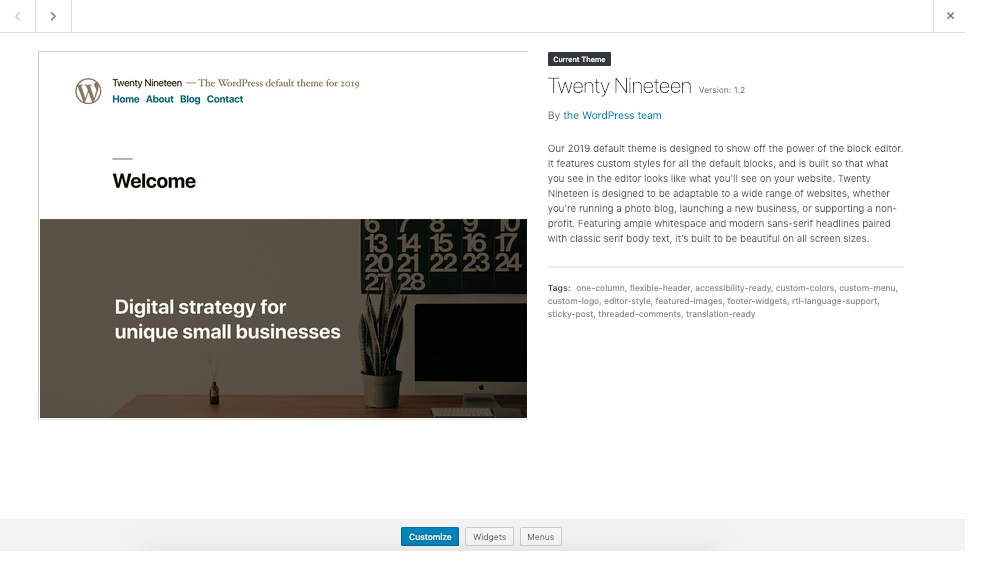 Twenty Nineteen — The WordPress default theme for 2019
Home About Blog Contact
Welcome
6 7 8 9 10
13 14 15 16 17
20 21 22 23 24
27 28
Digital strategy for
unique small businesses
Current Theme
Twenty Nineteen Version: 1.2
By the WordPress team
Our 2019 default theme is designed to show off the power of the block editor.
It features custom styles for all the default blocks, and is built so that what
you see in the editor looks like what you'll see on your website. Twenty
Nineteen is designed to be adaptable to a wide range of websites, whether
you're running a photo blog, launching a new business, or supporting a non-
profit. Featuring ample whitespace and modern sans-serif headlines paired
with classic serif body text, it's built to be beautiful on all screen sizes.
Tags: one-column, flexible-header, accessibility-ready, custom-colors, custom-menu,
custom-logo, editor-style, featured-images, footer-widgets, rtl-language-support,
sticky-post, threaded-comments, translation-ready
Customize Widgets Menus